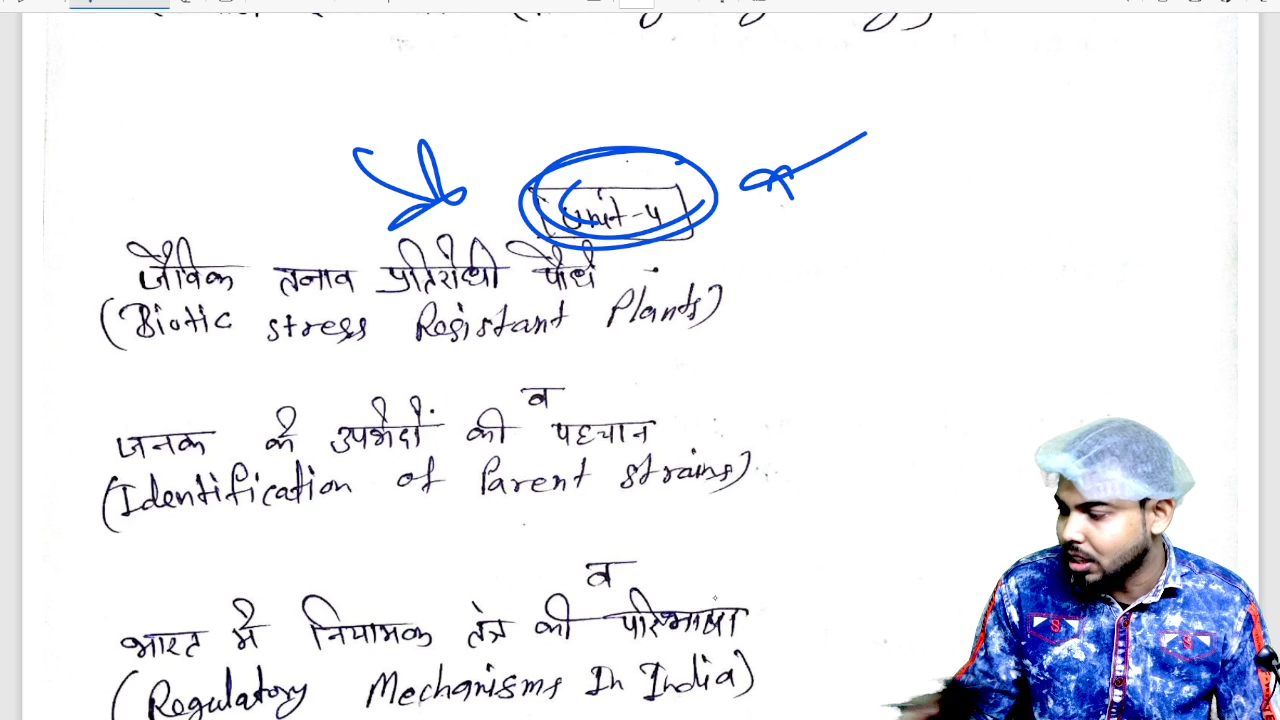 Unit-4
जैविक तनाव प्रतिरोधी पौधे
(Biotic stress Resistant Plants)
व
जनक के उपभेदों की पहचान
(Identification of Parent strains)
व
भारत में नियामक तंत्र की परिभाषा
(Regulatory Mechanisms In India)